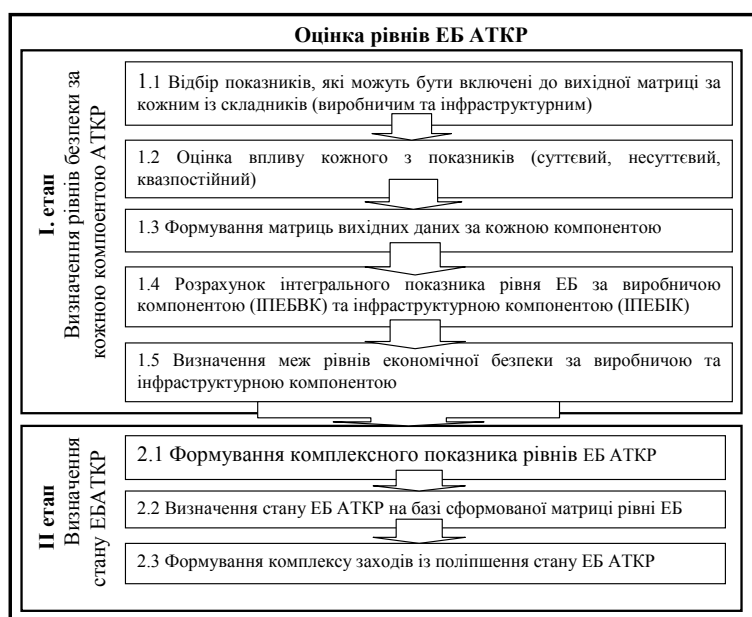 Оцінка рівнів ЕБ АТКР
І. етап
Визначення рівнів безпеки за
кожною компоентою АТКР
1.1 Відбір показників, які можуть бути включені до вихідної матриці за
кожним із складників (виробничим та інфраструктурним)
1.2 Оцінка впливу кожного з показників (суттєвий, несуттєвий,
квазпостійний)
1.3 Формування матриць вихідних даних за кожною компонентою
1.4 Розрахунок інтегрального показника рівня ЕБ за виробничою
компонентою (ІПЕБВК) та інфраструктурною компонентою (ІПЕБІК)
1.5 Визначення меж рівнів економічної безпеки за виробничою та
інфраструктурною компонентою
ІІ етап
Визначення
стану ЕБАТКР
2.1 Формування комплексного показника рівнів ЕБ АТКР
2.2 Визначення стану ЕБ АТКР на базі сформованої матриці рівні ЕБ
2.3 Формування комплексу заходів із поліпшення стану ЕБ АТКР